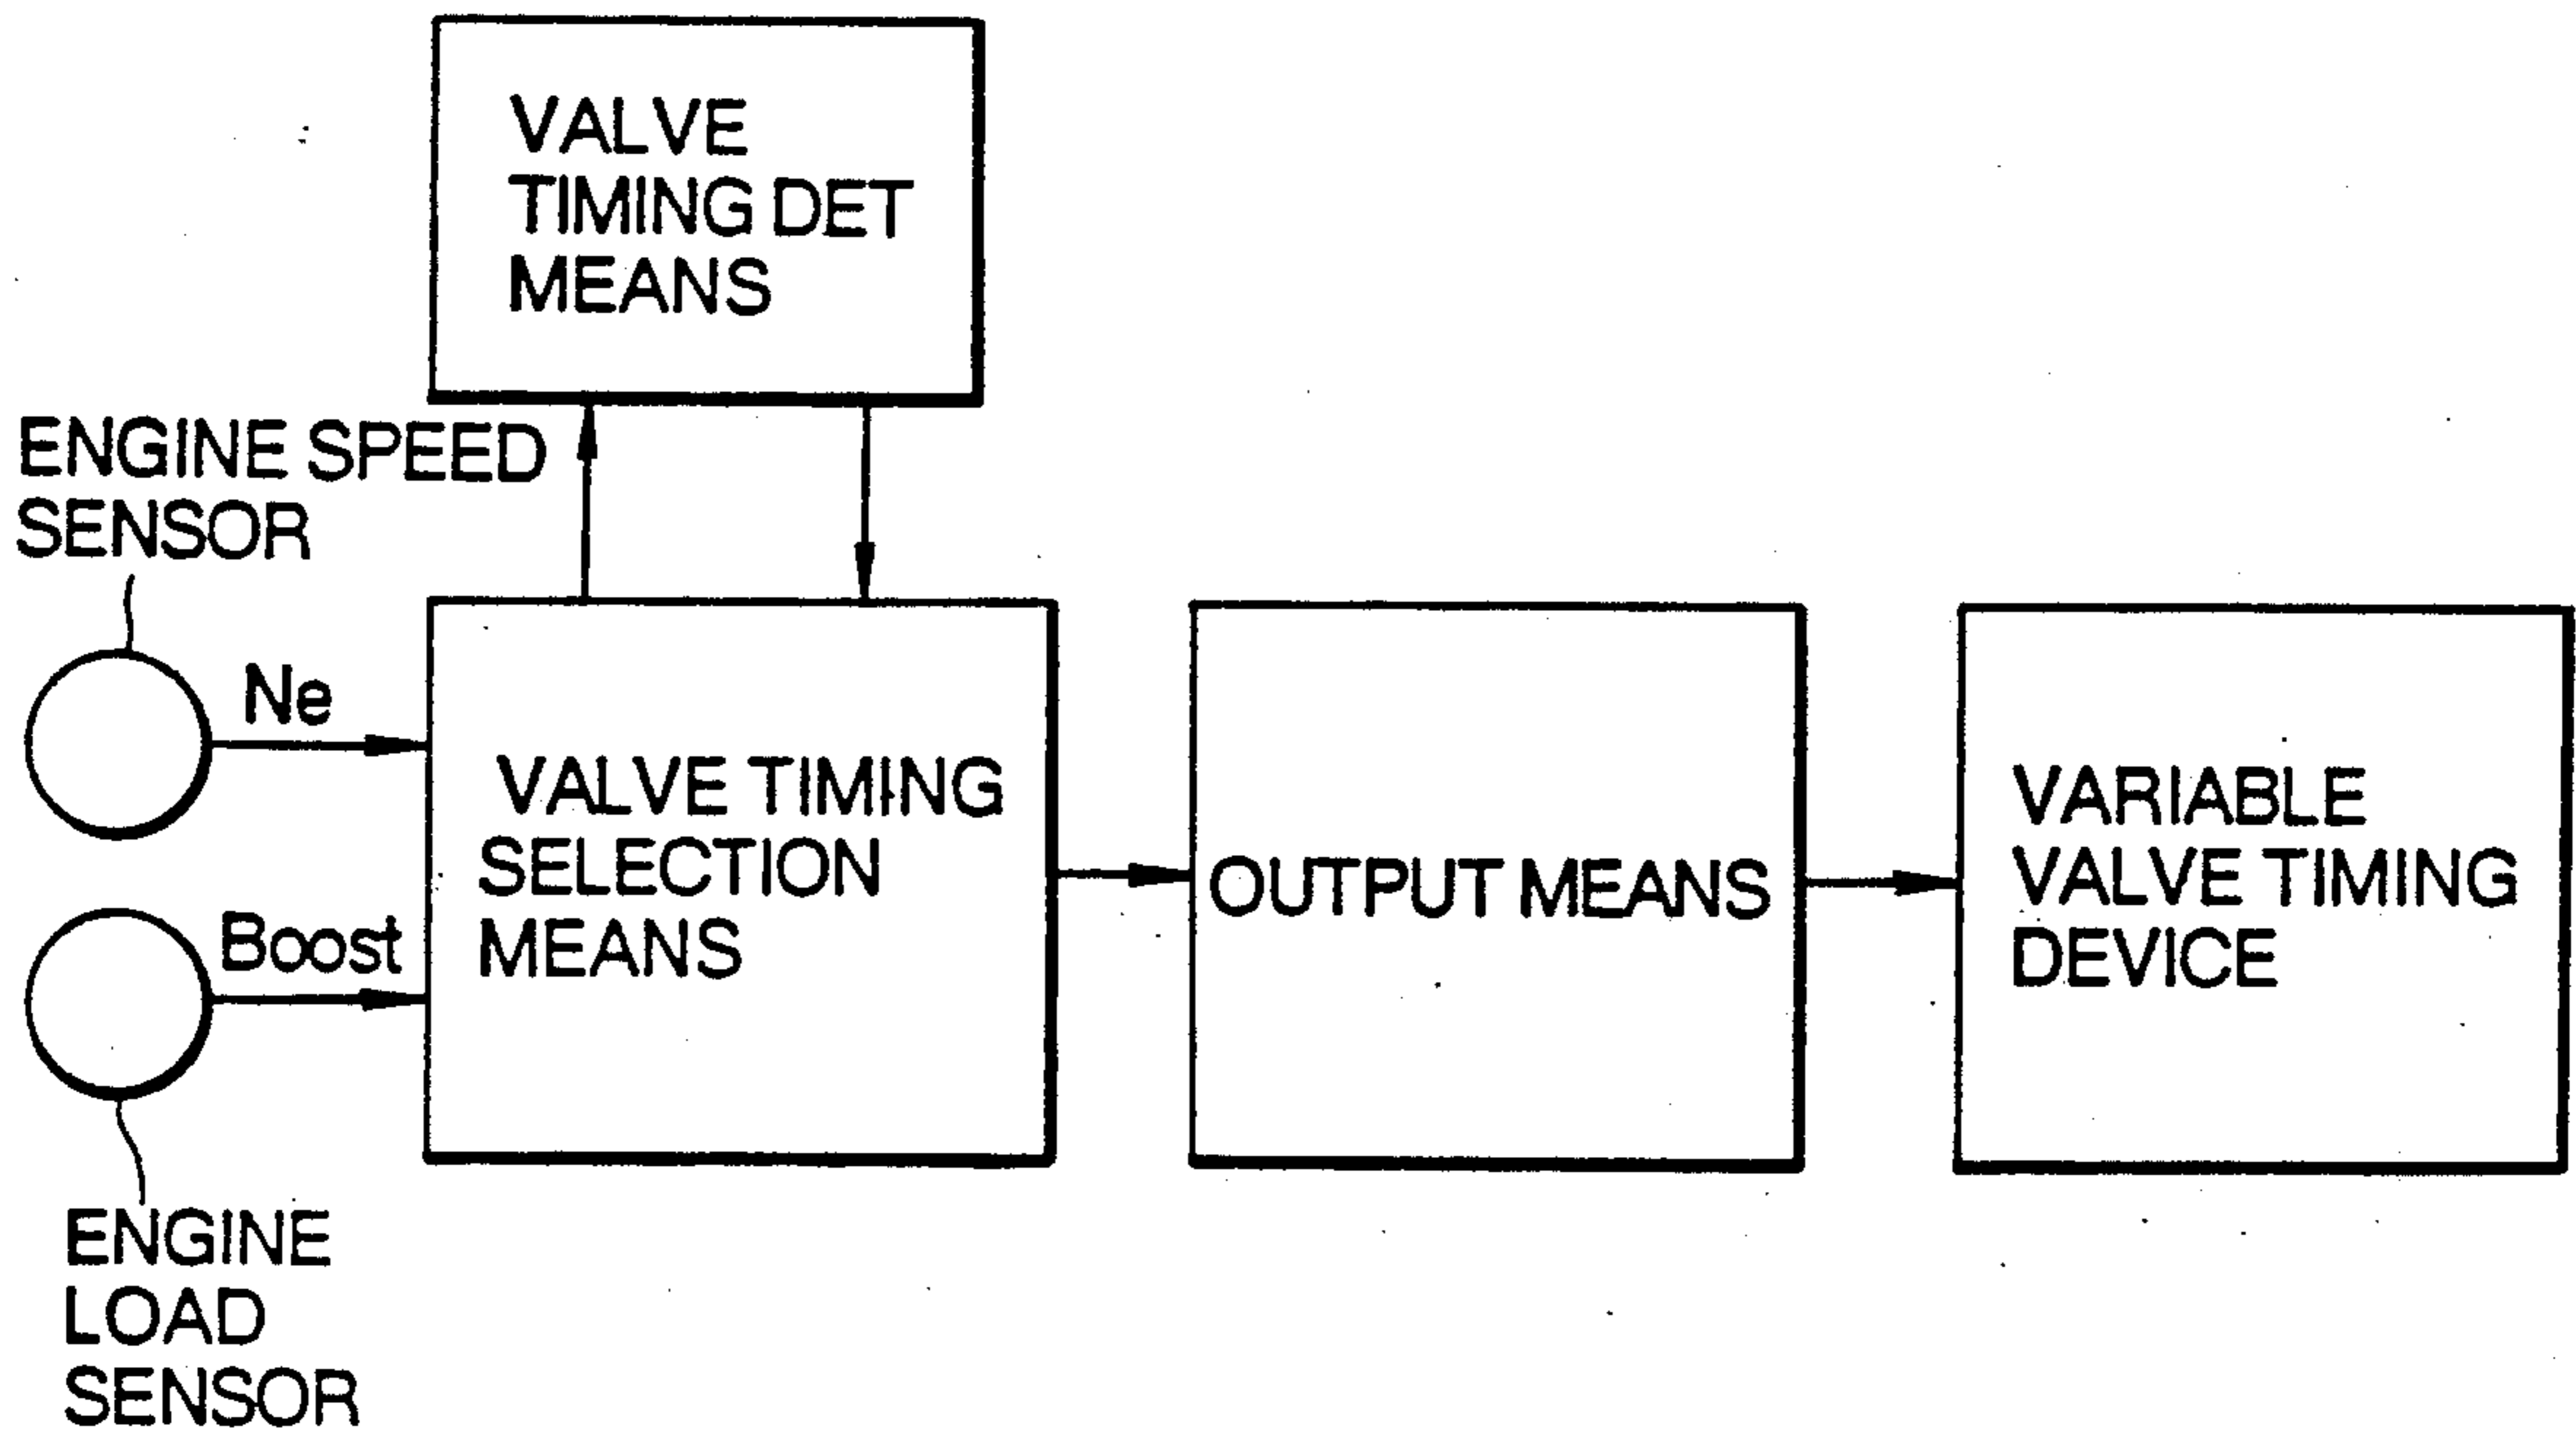 VALVE
TIMING DET
MEANS
ENGINE SPEED
SENSOR
Ne
VALVE TIMING
SELECTION
MEANS
Boost
OUTPUT MEANS
VARIABLE
VALVE TIMING
DEVICE
ENGINE
LOAD
SENSOR